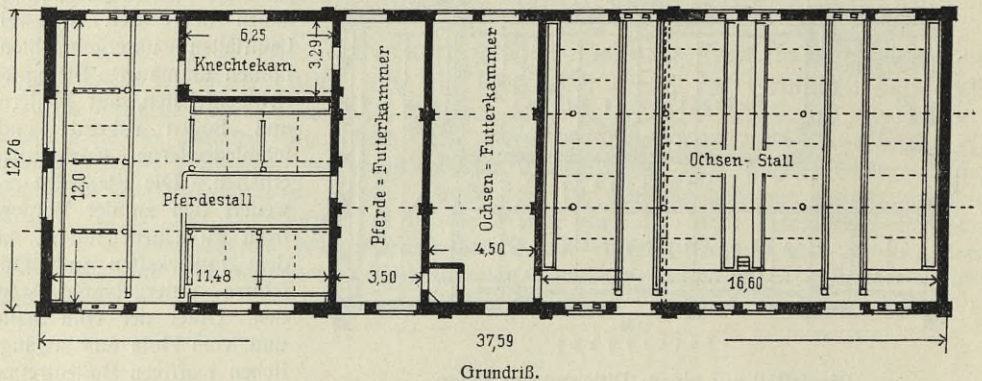 6,25
3,29
Knechtekam.
Pferde=Futterkammer
Ochsen=Futterkammer
12,76
12,0
Ochsen-Stall
Pferdestall
4,50
11,48
3,50
16,60
37,59
Grundriß.